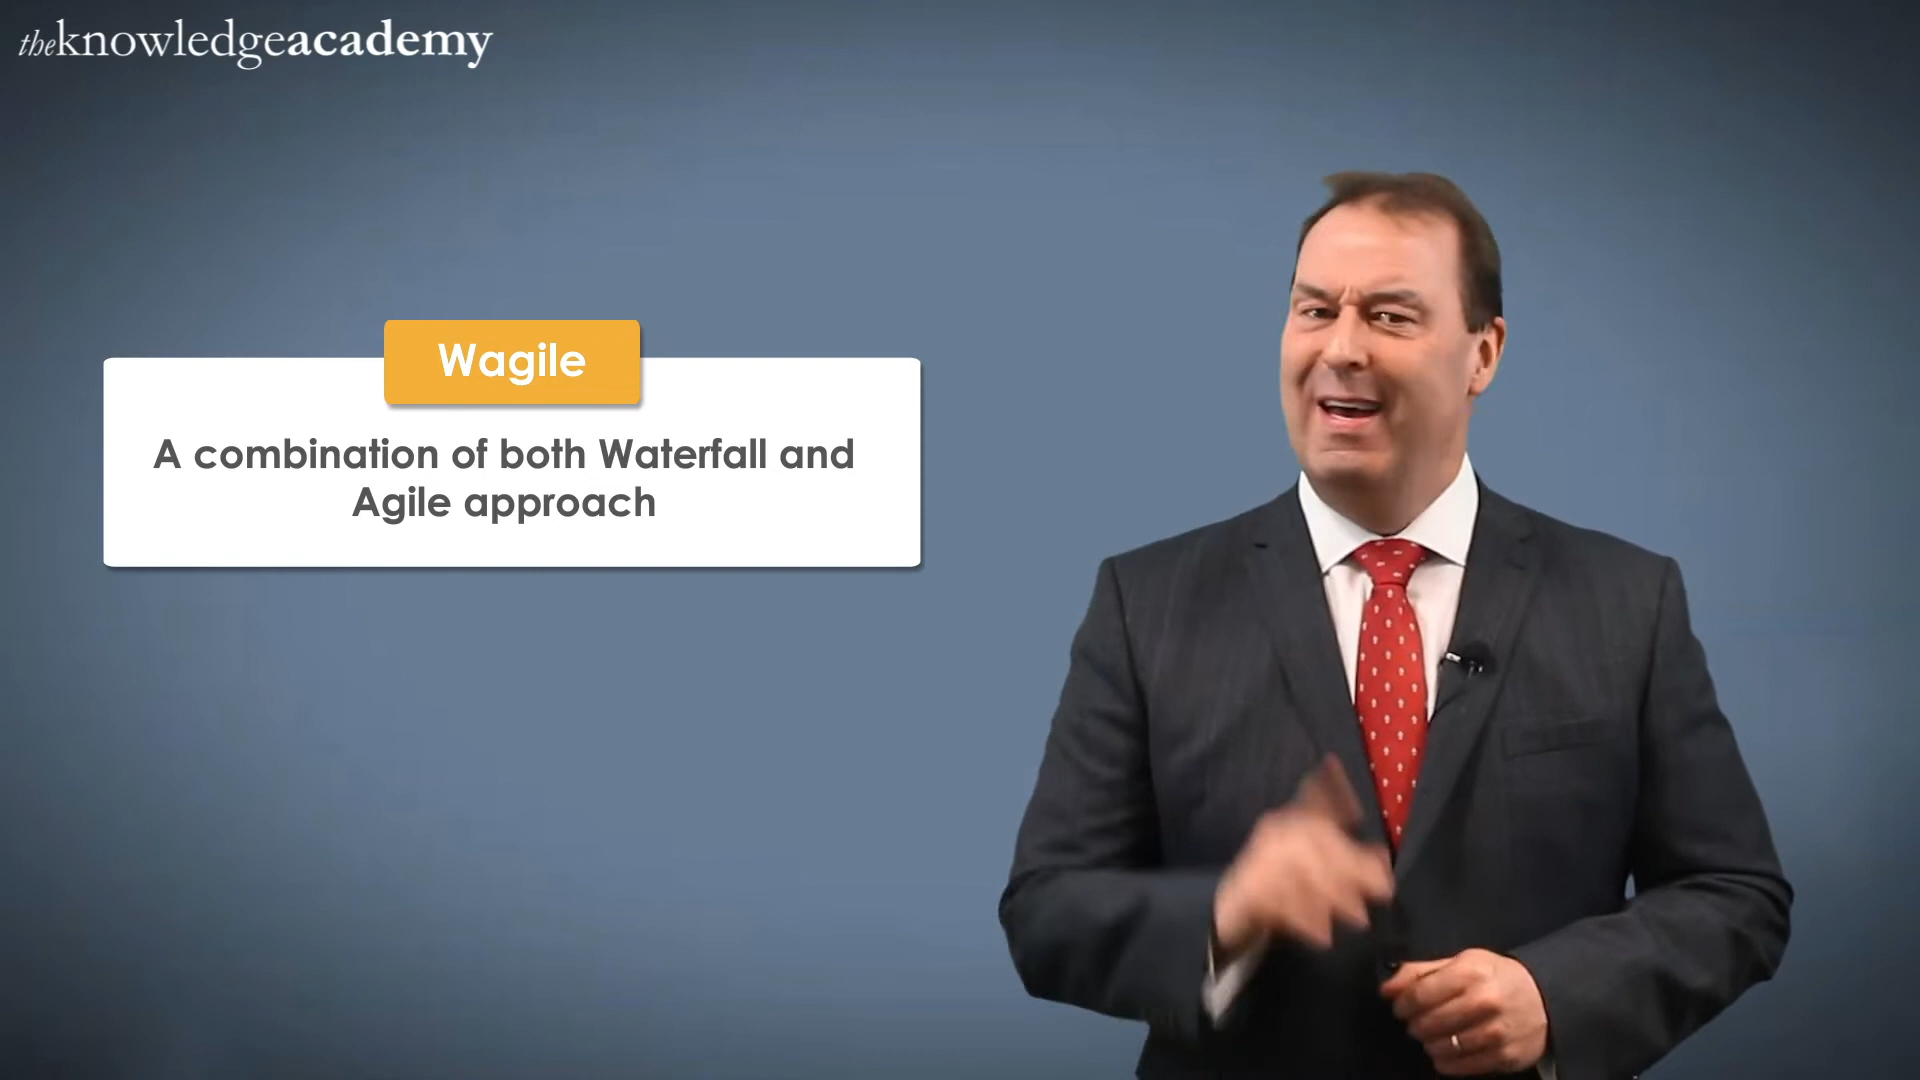 theknowledgeacademy
Wagile
A combination of both Waterfall and
Agile approach